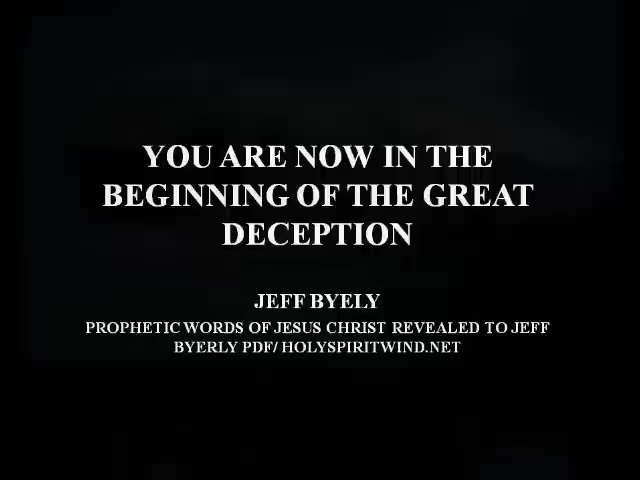 YOU ARE NOW IN THE
BEGINNING OF THE GREAT
DECEPTION
JEFF BYELY
PROPHETIC WORDS OF JESUS CHRIST REVEALED TO JEFF
BYERLY PDF/ HOLYSPIRITWIND.NET